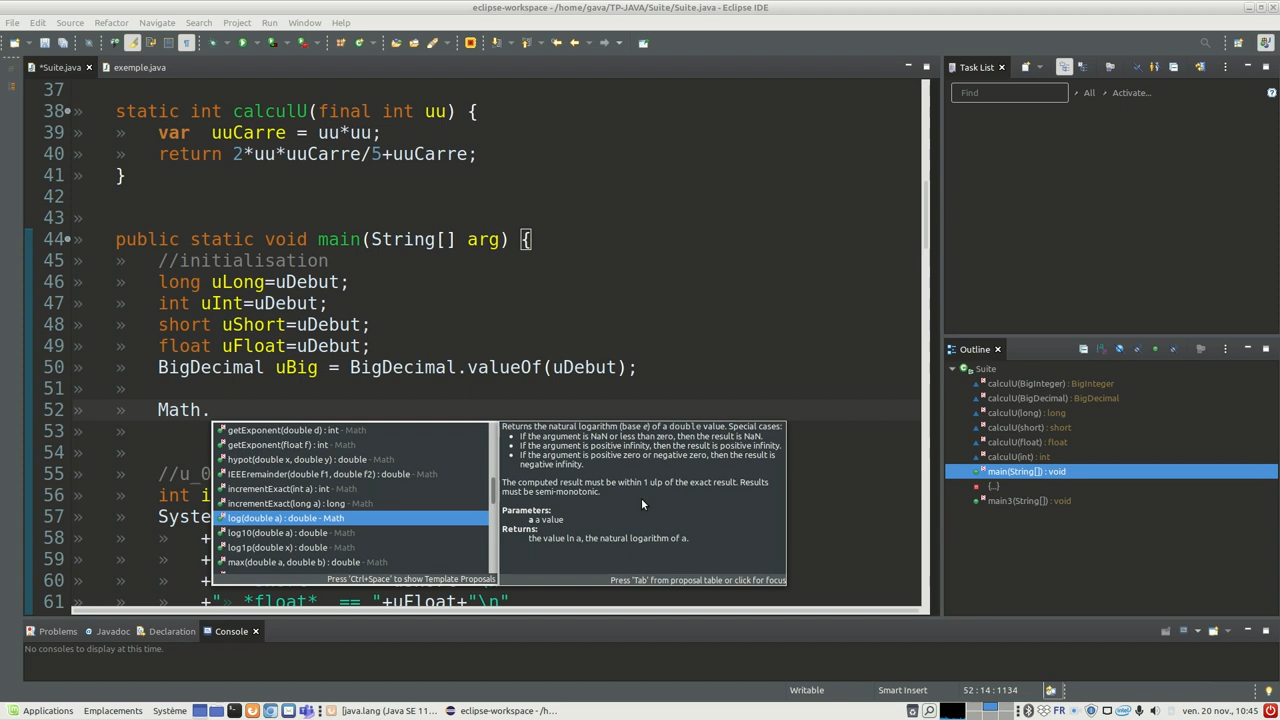 eclipse-workspace - /home/gava/TP-JAVA/Suite/Suite.java - Eclipse IDE
File Edit Source Refactor Navigate Search Project Run Window Help
*Suite.java exemple.java
37
38 static int calculU(final int uu) {
39 var uuCarre = uu*uu;
40 return 2*uu*uuCarre/5+uuCarre;
41 }
42
43
44 public static void main(String[] arg) {
45 //initialisation
46 long uLong=uDebut;
47 int uInt=uDebut;
48 short uShort=uDebut;
49 float uFloat=uDebut;
50 BigDecimal uBig = BigDecimal.valueOf(uDebut);
51
52 Math.
53
54
55 //u_0
56 int i
57 Syste
58 +
59 +
60 +
61 +" *float* == "+uFloat+"\n"
getExponent(double d) : int - Math
getExponent(float f) : int - Math
hypot(double x, double y) : double - Math
IEEEremainder(double f1, double f2) : double - Math
incrementExact(int a) : int - Math
incrementExact(long a) : long - Math
log(double a) : double - Math
log10(double a) : double - Math
log1p(double x) : double - Math
max(double a, double b) : double - Math
Press 'Ctrl+Space' to show Template Proposals
Returns the natural logarithm (base e) of a double value. Special cases:
• If the argument is NaN or less than zero, then the result is NaN.
• If the argument is positive infinity, then the result is positive infinity.
• If the argument is positive zero or negative zero, then the result is
negative infinity.
The computed result must be within 1 ulp of the exact result. Results
must be semi-monotonic.
Parameters:
a a value
Returns:
the value ln a, the natural logarithm of a.
Press 'Tab' from proposal table or click for focus
Task List
Find All Activate...
Outline
Suite
calculU(BigInteger) : BigInteger
calculU(BigDecimal) : BigDecimal
calculU(long) : long
calculU(short) : short
calculU(float) : float
calculU(int) : int
main(String[]) : void
{...}
main3(String[]) : void
Problems Javadoc Declaration Console
No consoles to display at this time.
Writable Smart Insert 52 : 14 : 1134
Applications Emplacements Système [java.lang (Java SE 11... eclipse-workspace - /h... FR ven. 20 nov., 10:45